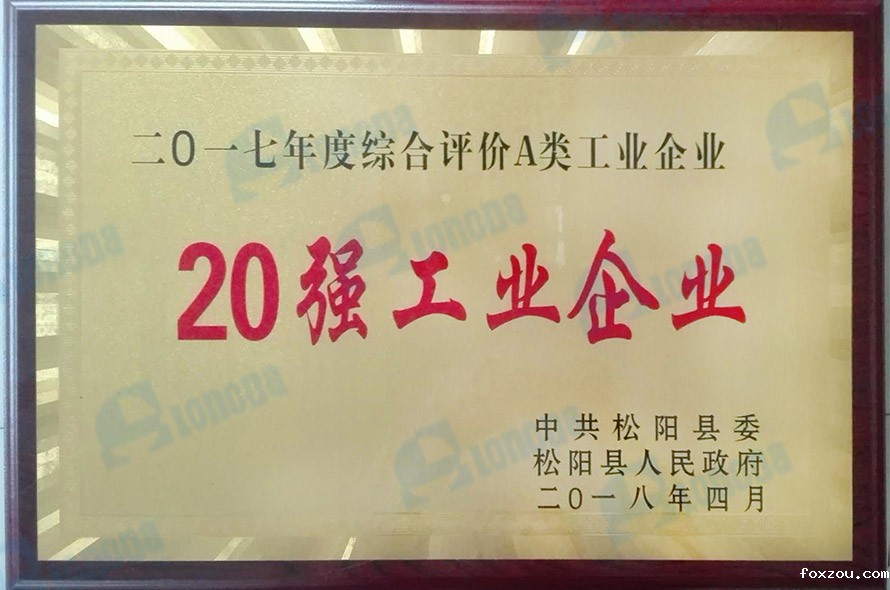 二〇一七年度综合评价A类工业企业
20强工业企业
中共松阳县委
松阳县人民政府
二〇一八年四月
foxzou.com